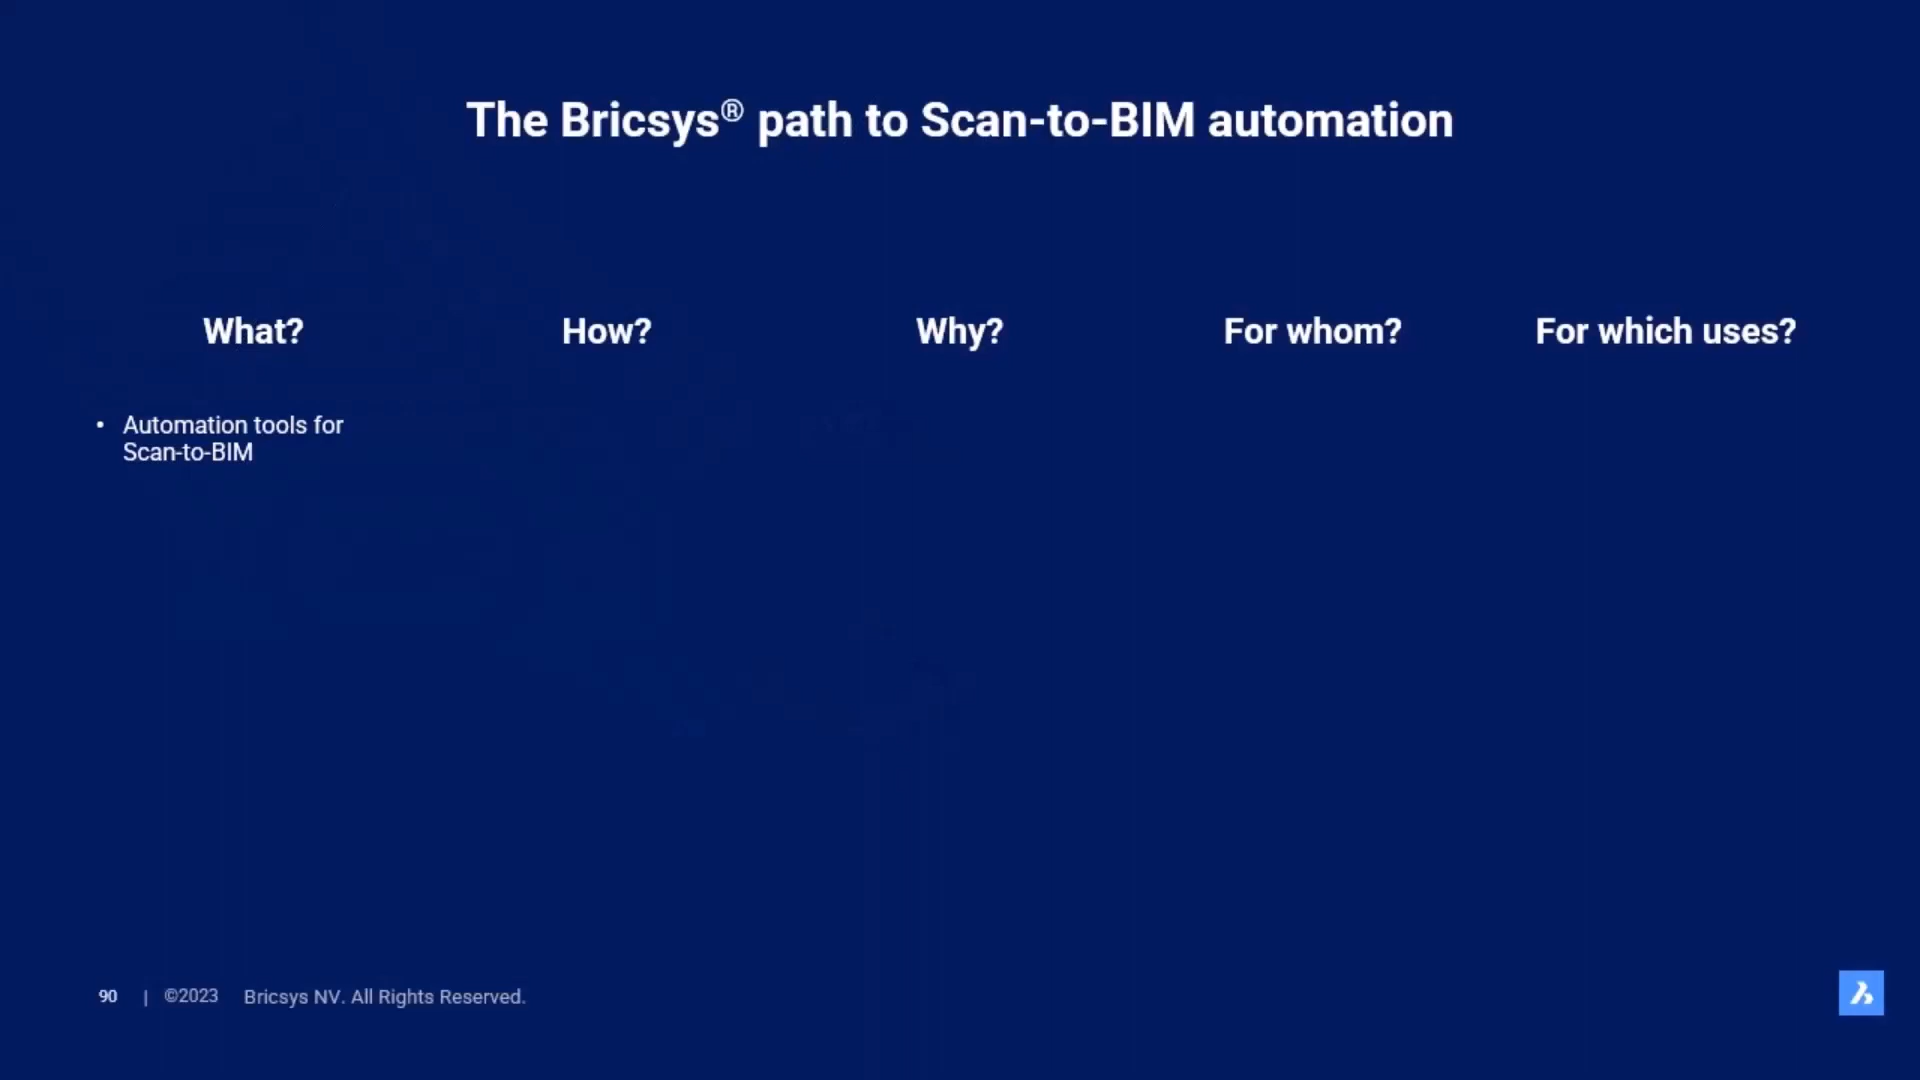 The Bricsys® path to Scan-to-BIM automation
What?
How?
Why?
For whom?
For which uses?
• Automation tools for
Scan-to-BIM
90 | ©2023 Bricsys NV. All Rights Reserved.